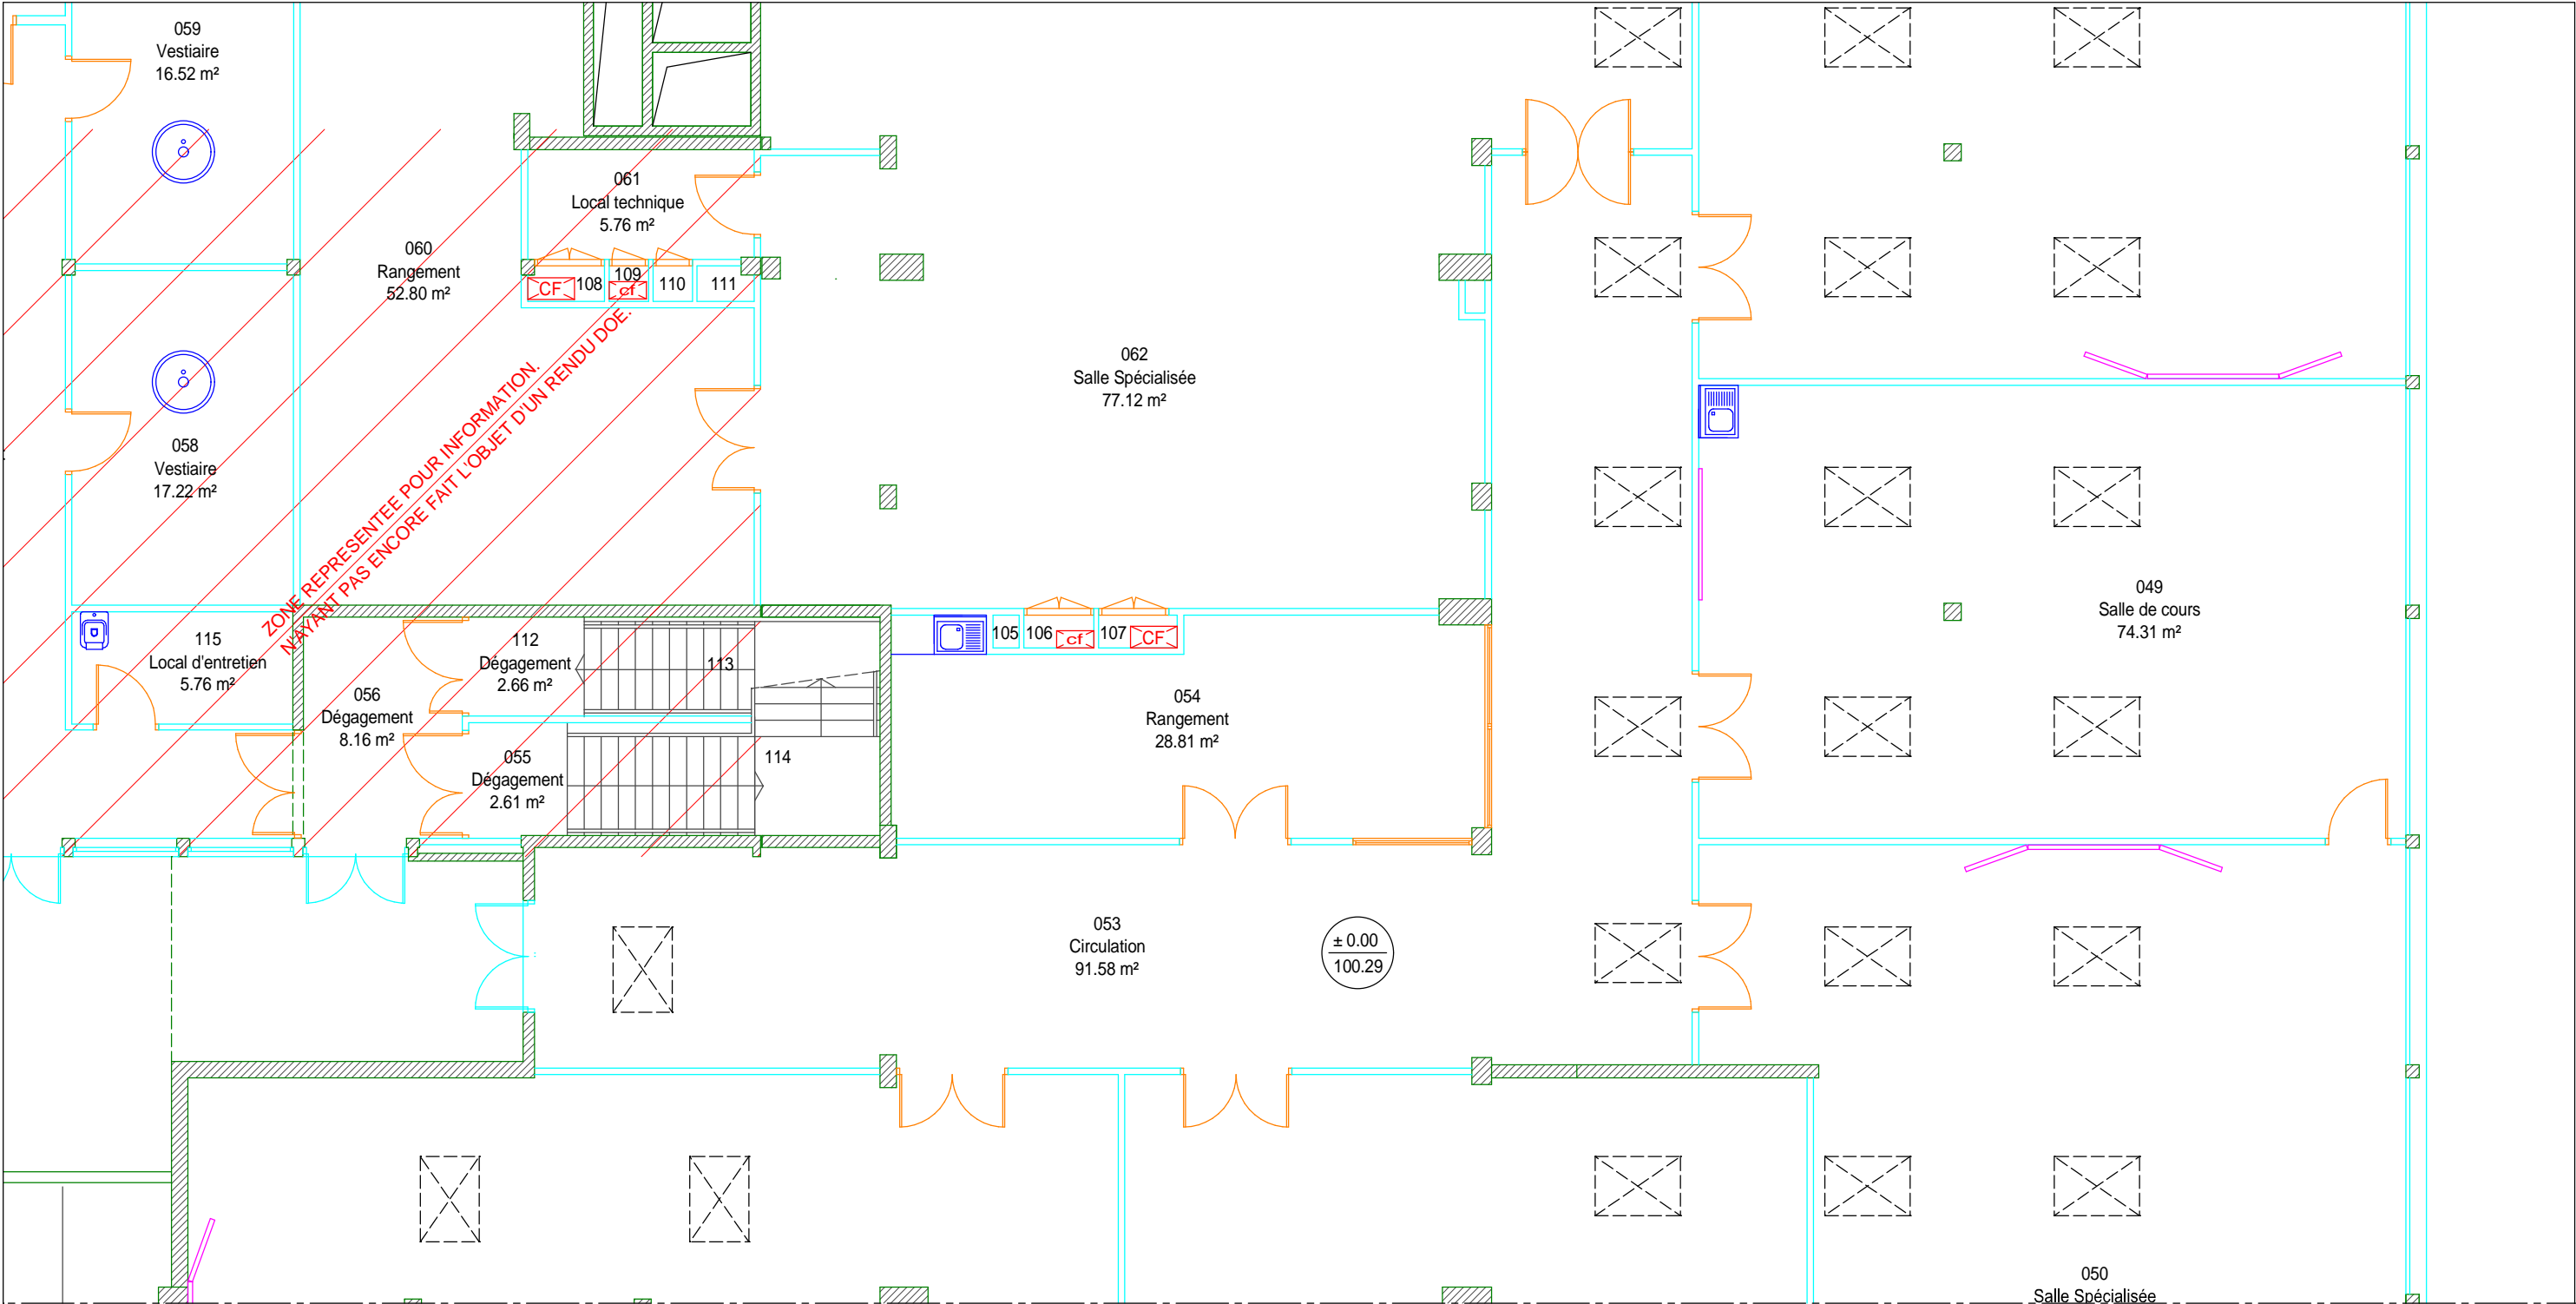 059
Vestiaire
16.52 m²
061
Local technique
5.76 m²
060
Rangement
52.80 m²
CF
108
109
cf
110
111
062
Salle Spécialisée
77.12 m²
058
Vestiaire
17.22 m²
ZONE REPRESENTEE POUR INFORMATION.
N'AYANT PAS ENCORE FAIT L'OBJET D'UN RENDU DOE.
049
Salle de cours
74.31 m²
115
Local d'entretien
5.76 m²
112
Dégagement
2.66 m²
113
105
106
cf
107
CF
056
Dégagement
8.16 m²
054
Rangement
28.81 m²
055
Dégagement
2.61 m²
114
053
Circulation
91.58 m²
± 0.00
100.29
050
Salle Spécialisée